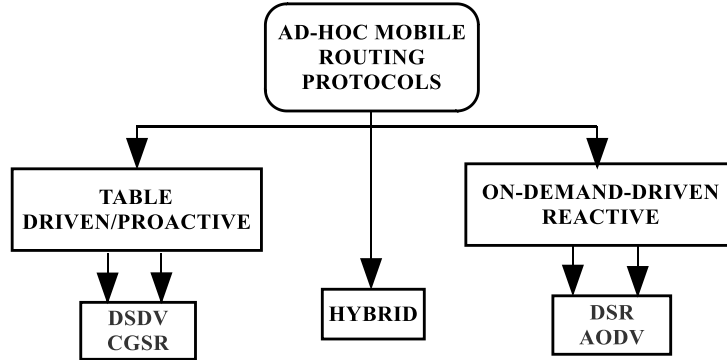 AD-HOC MOBILE
ROUTING
PROTOCOLS
TABLE
DRIVEN/PROACTIVE
ON-DEMAND-DRIVEN
REACTIVE
DSDV
CGSR
HYBRID
DSR
AODV